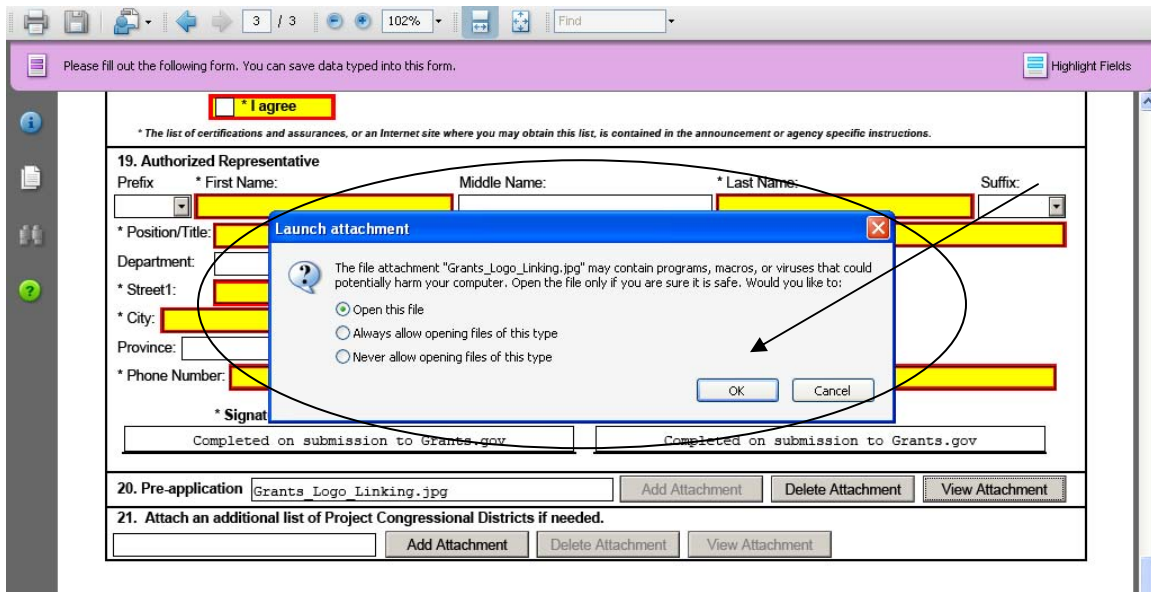 3 / 3 102% Find
Please fill out the following form. You can save data typed into this form. Highlight Fields
* I agree
* The list of certifications and assurances, or an Internet site where you may obtain this list, is contained in the announcement or agency specific instructions.
19. Authorized Representative
Prefix * First Name: Middle Name: * Last Name: Suffix:
* Position/Title:
Launch attachment
Department:
The file attachment "Grants_Logo_Linking.jpg" may contain programs, macros, or viruses that could
potentially harm your computer. Open the file only if you are sure it is safe. Would you like to:
* Street1:
Open this file
* City:
Always allow opening files of this type
Province:
Never allow opening files of this type
* Phone Number:
OK Cancel
* Signat
Completed on submission to Grants.gov Completed on submission to Grants.gov
20. Pre-application Grants_Logo_Linking.jpg Add Attachment Delete Attachment View Attachment
21. Attach an additional list of Project Congressional Districts if needed.
Add Attachment Delete Attachment View Attachment